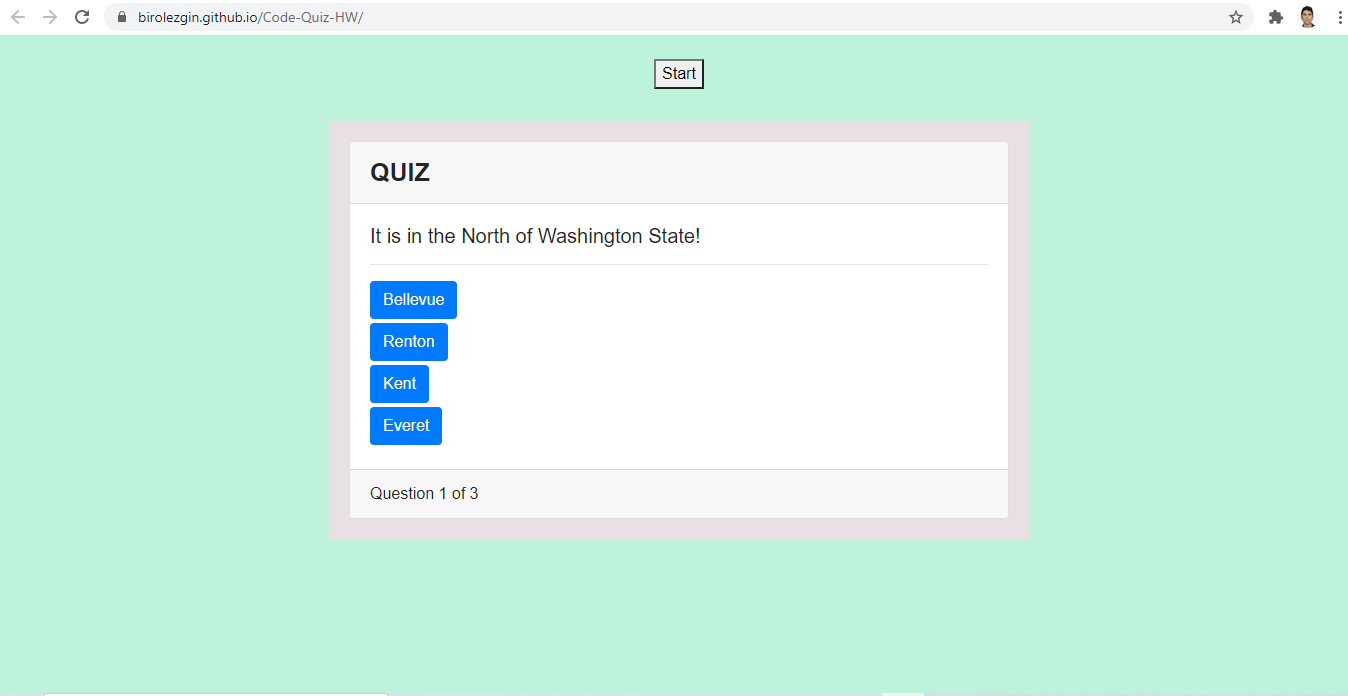 birolezgin.github.io/Code-Quiz-HW/
Start
QUIZ
It is in the North of Washington State!
Bellevue
Renton
Kent
Everet
Question 1 of 3